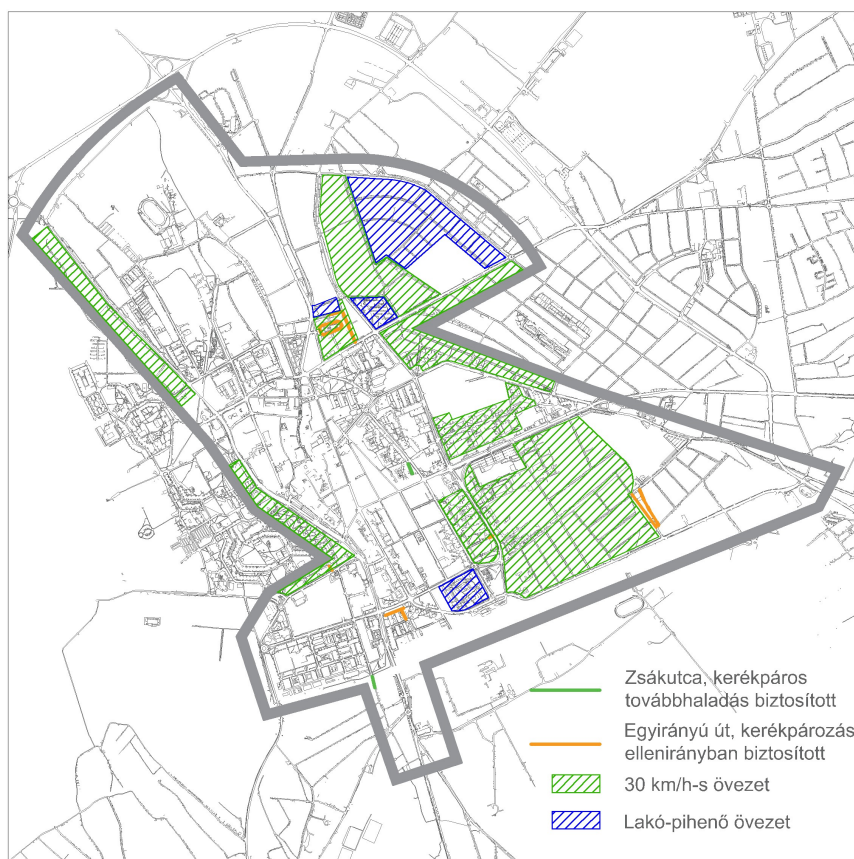 Zsákutca, kerékpáros
továbbhaladás biztosított
Egyirányú út, kerékpározás
ellenirányban biztosított
30 km/h-s övezet
Lakó-pihenő övezet